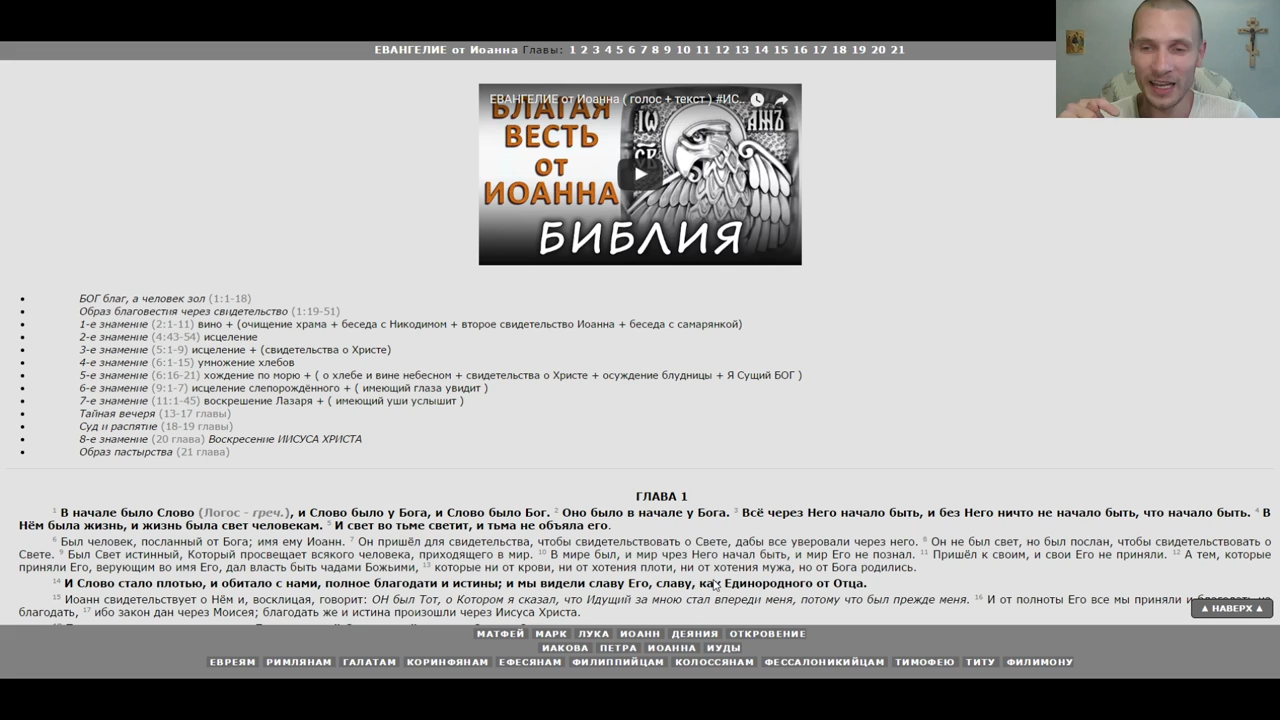 ЕВАНГЕЛИЕ от Иоанна Главы: 1 2 3 4 5 6 7 8 9 10 11 12 13 14 15 16 17 18 19 20 21
ЕВАНГЕЛИЕ от Иоанна ( голос + текст ) #ИС...
БЛАГАЯ
ВЕСТЬ
от
ИОАННА
БИБЛИЯ
БОГ благ, а человек зол (1:1-18)
Образ благовестия через свидетельство (1:19-51)
1-е знамение (2:1-11) вино + (очищение храма + беседа с Никодимом + второе свидетельство Иоанна + беседа с самарянкой)
2-е знамение (4:43-54) исцеление
3-е знамение (5:1-9) исцеление + (свидетельства о Христе)
4-е знамение (6:1-15) умножение хлебов
5-е знамение (6:16-21) хождение по морю + ( о хлебе и вине небесном + свидетельства о Христе + осуждение блудницы + Я Сущий БОГ )
6-е знамение (9:1-7) исцеление слепорождённого + ( имеющий глаза увидит )
7-е знамение (11:1-45) воскрешение Лазаря + ( имеющий уши услышит )
Тайная вечеря (13-17 главы)
Суд и распятие (18-19 главы)
8-е знамение (20 глава) Воскресение ИИСУСА ХРИСТА
Образ пастырства (21 глава)
ГЛАВА 1
1 В начале было Слово (Логос - греч.), и Слово было у Бога, и Слово было Бог. 2 Оно было в начале у Бога. 3 Всё через Него начало быть, и без Него ничто не начало быть, что начало быть. 4 В
Нём была жизнь, и жизнь была свет человекам. 5 И свет во тьме светит, и тьма не объяла его.
6 Был человек, посланный от Бога; имя ему Иоанн. 7 Он пришёл для свидетельства, чтобы свидетельствовать о Свете, дабы все уверовали через него. 8 Он не был свет, но был послан, чтобы свидетельствовать о
Свете. 9 Был Свет истинный, Который просвещает всякого человека, приходящего в мир. 10 В мире был, и мир чрез Него начал быть, и мир Его не познал. 11 Пришёл к своим, и свои Его не приняли. 12 А тем, которые
приняли Его, верующим во имя Его, дал власть быть чадами Божьими, 13 которые ни от крови, ни от хотения плоти, ни от хотения мужа, но от Бога родились.
14 И Слово стало плотью, и обитало с нами, полное благодати и истины; и мы видели славу Его, славу, как Единородного от Отца.
15 Иоанн свидетельствует о Нём и, восклицая, говорит: ОН был Тот, о Котором я сказал, что Идущий за мною стал впереди меня, потому что был прежде меня. 16 И от полноты Его все мы приняли и благодать на
благодать, 17 ибо закон дан через Моисея; благодать же и истина произошли через Иисуса Христа.
▲ НАВЕРХ ▲
МАТФЕЙ МАРК ЛУКА ИОАНН ДЕЯНИЯ ОТКРОВЕНИЕ
ИАКОВА ПЕТРА ИОАННА ИУДЫ
ЕВРЕЯМ РИМЛЯНАМ ГАЛАТАМ КОРИНФЯНАМ ЕФЕСЯНАМ ФИЛИППИЙЦАМ КОЛОССЯНАМ ФЕССАЛОНИКИЙЦАМ ТИМОФЕЮ ТИТУ ФИЛИМОНУ